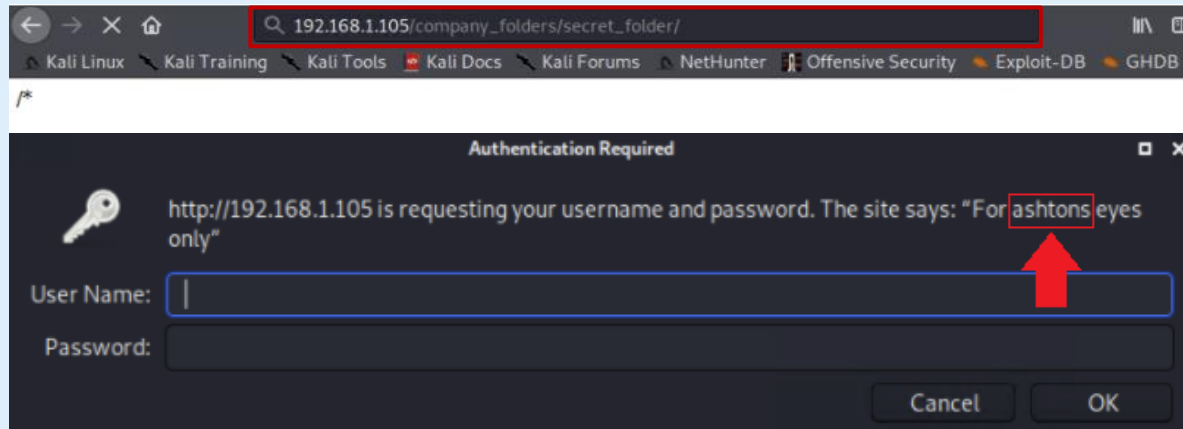 192.168.1.105/company_folders/secret_folder/
Kali Linux Kali Training Kali Tools Kali Docs Kali Forums NetHunter Offensive Security Exploit-DB GHDB
/*
Authentication Required
http://192.168.1.105 is requesting your username and password. The site says: “For ashtons eyes
only”
User Name:
Password:
Cancel OK